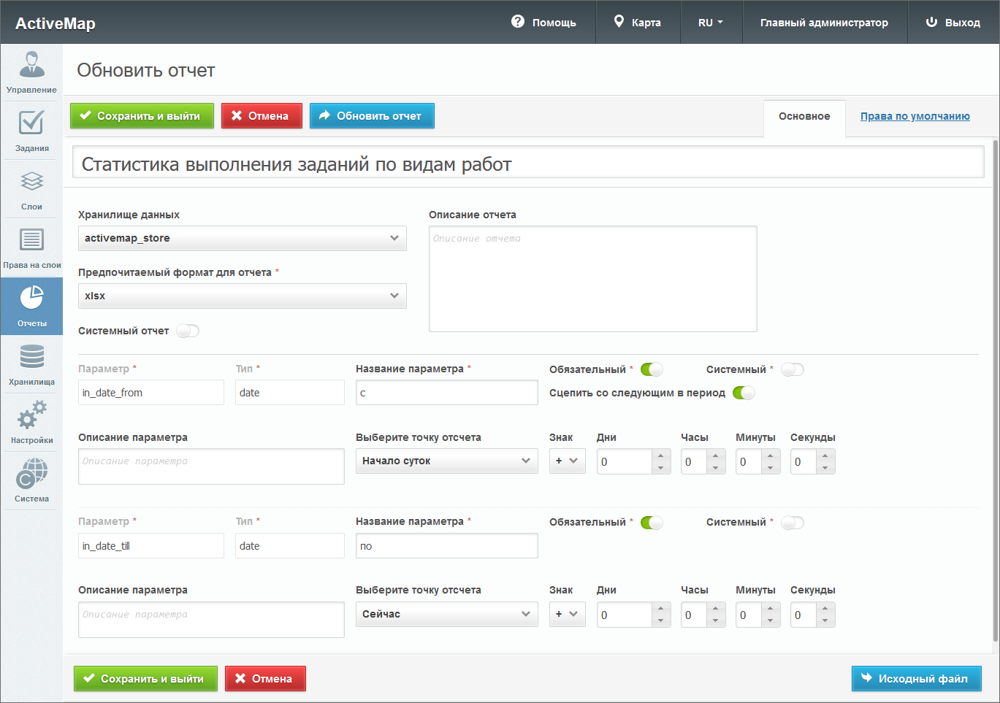 ActiveMap
Помощь Карта RU Главный администратор Выход
Управление
Задания
Слои
Права на слои
Отчеты
Хранилища
Настройки
Система
Обновить отчет
Сохранить и выйти Отмена Обновить отчет Основное Права по умолчанию
Статистика выполнения заданий по видам работ
Хранилище данных
activemap_store
Предпочитаемый формат для отчета *
xlsx
Системный отчет
Описание отчета
Описание отчета
Параметр * Тип * Название параметра * Обязательный * Системный *
in_date_from date с Сцепить со следующим в период
Описание параметра Выберите точку отсчета Знак Дни Часы Минуты Секунды
Описание параметра Начало суток + 0 0 0 0
Параметр * Тип * Название параметра * Обязательный * Системный *
in_date_till date по
Описание параметра Выберите точку отсчета Знак Дни Часы Минуты Секунды
Описание параметра Сейчас + 0 0 0 0
Сохранить и выйти Отмена Исходный файл